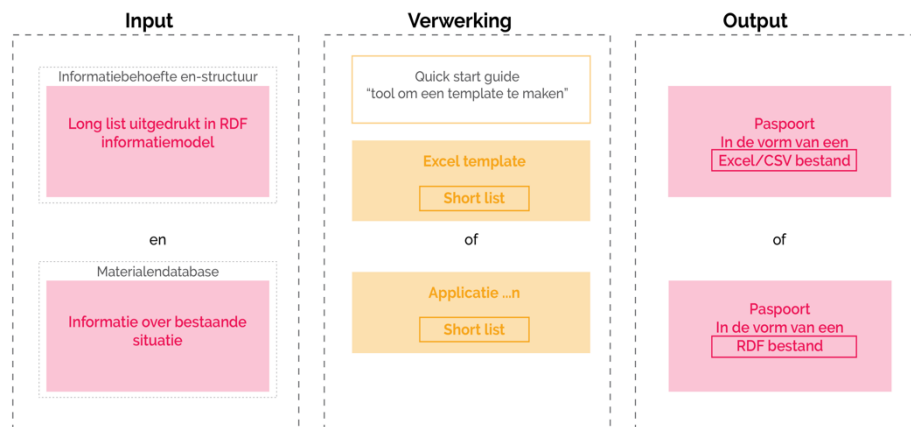 Input
Informatiebehoefte en-structuur
Long list uitgedrukt in RDF
informatiemodel
en
Materialendatabase
Informatie over bestaande
situatie
Verwerking
Quick start guide
“tool om een template te maken”
Excel template
Short list
of
Applicatie ...n
Short list
Output
Paspoort
In de vorm van een
Excel/CSV bestand
of
Paspoort
In de vorm van een
RDF bestand